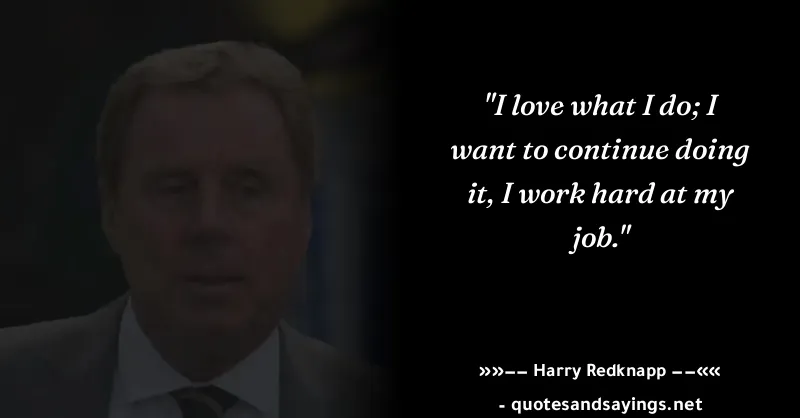 "I love what I do; I
want to continue doing
it, I work hard at my
job."
»»−− Harry Redknapp −−««
- quotesandsayings.net